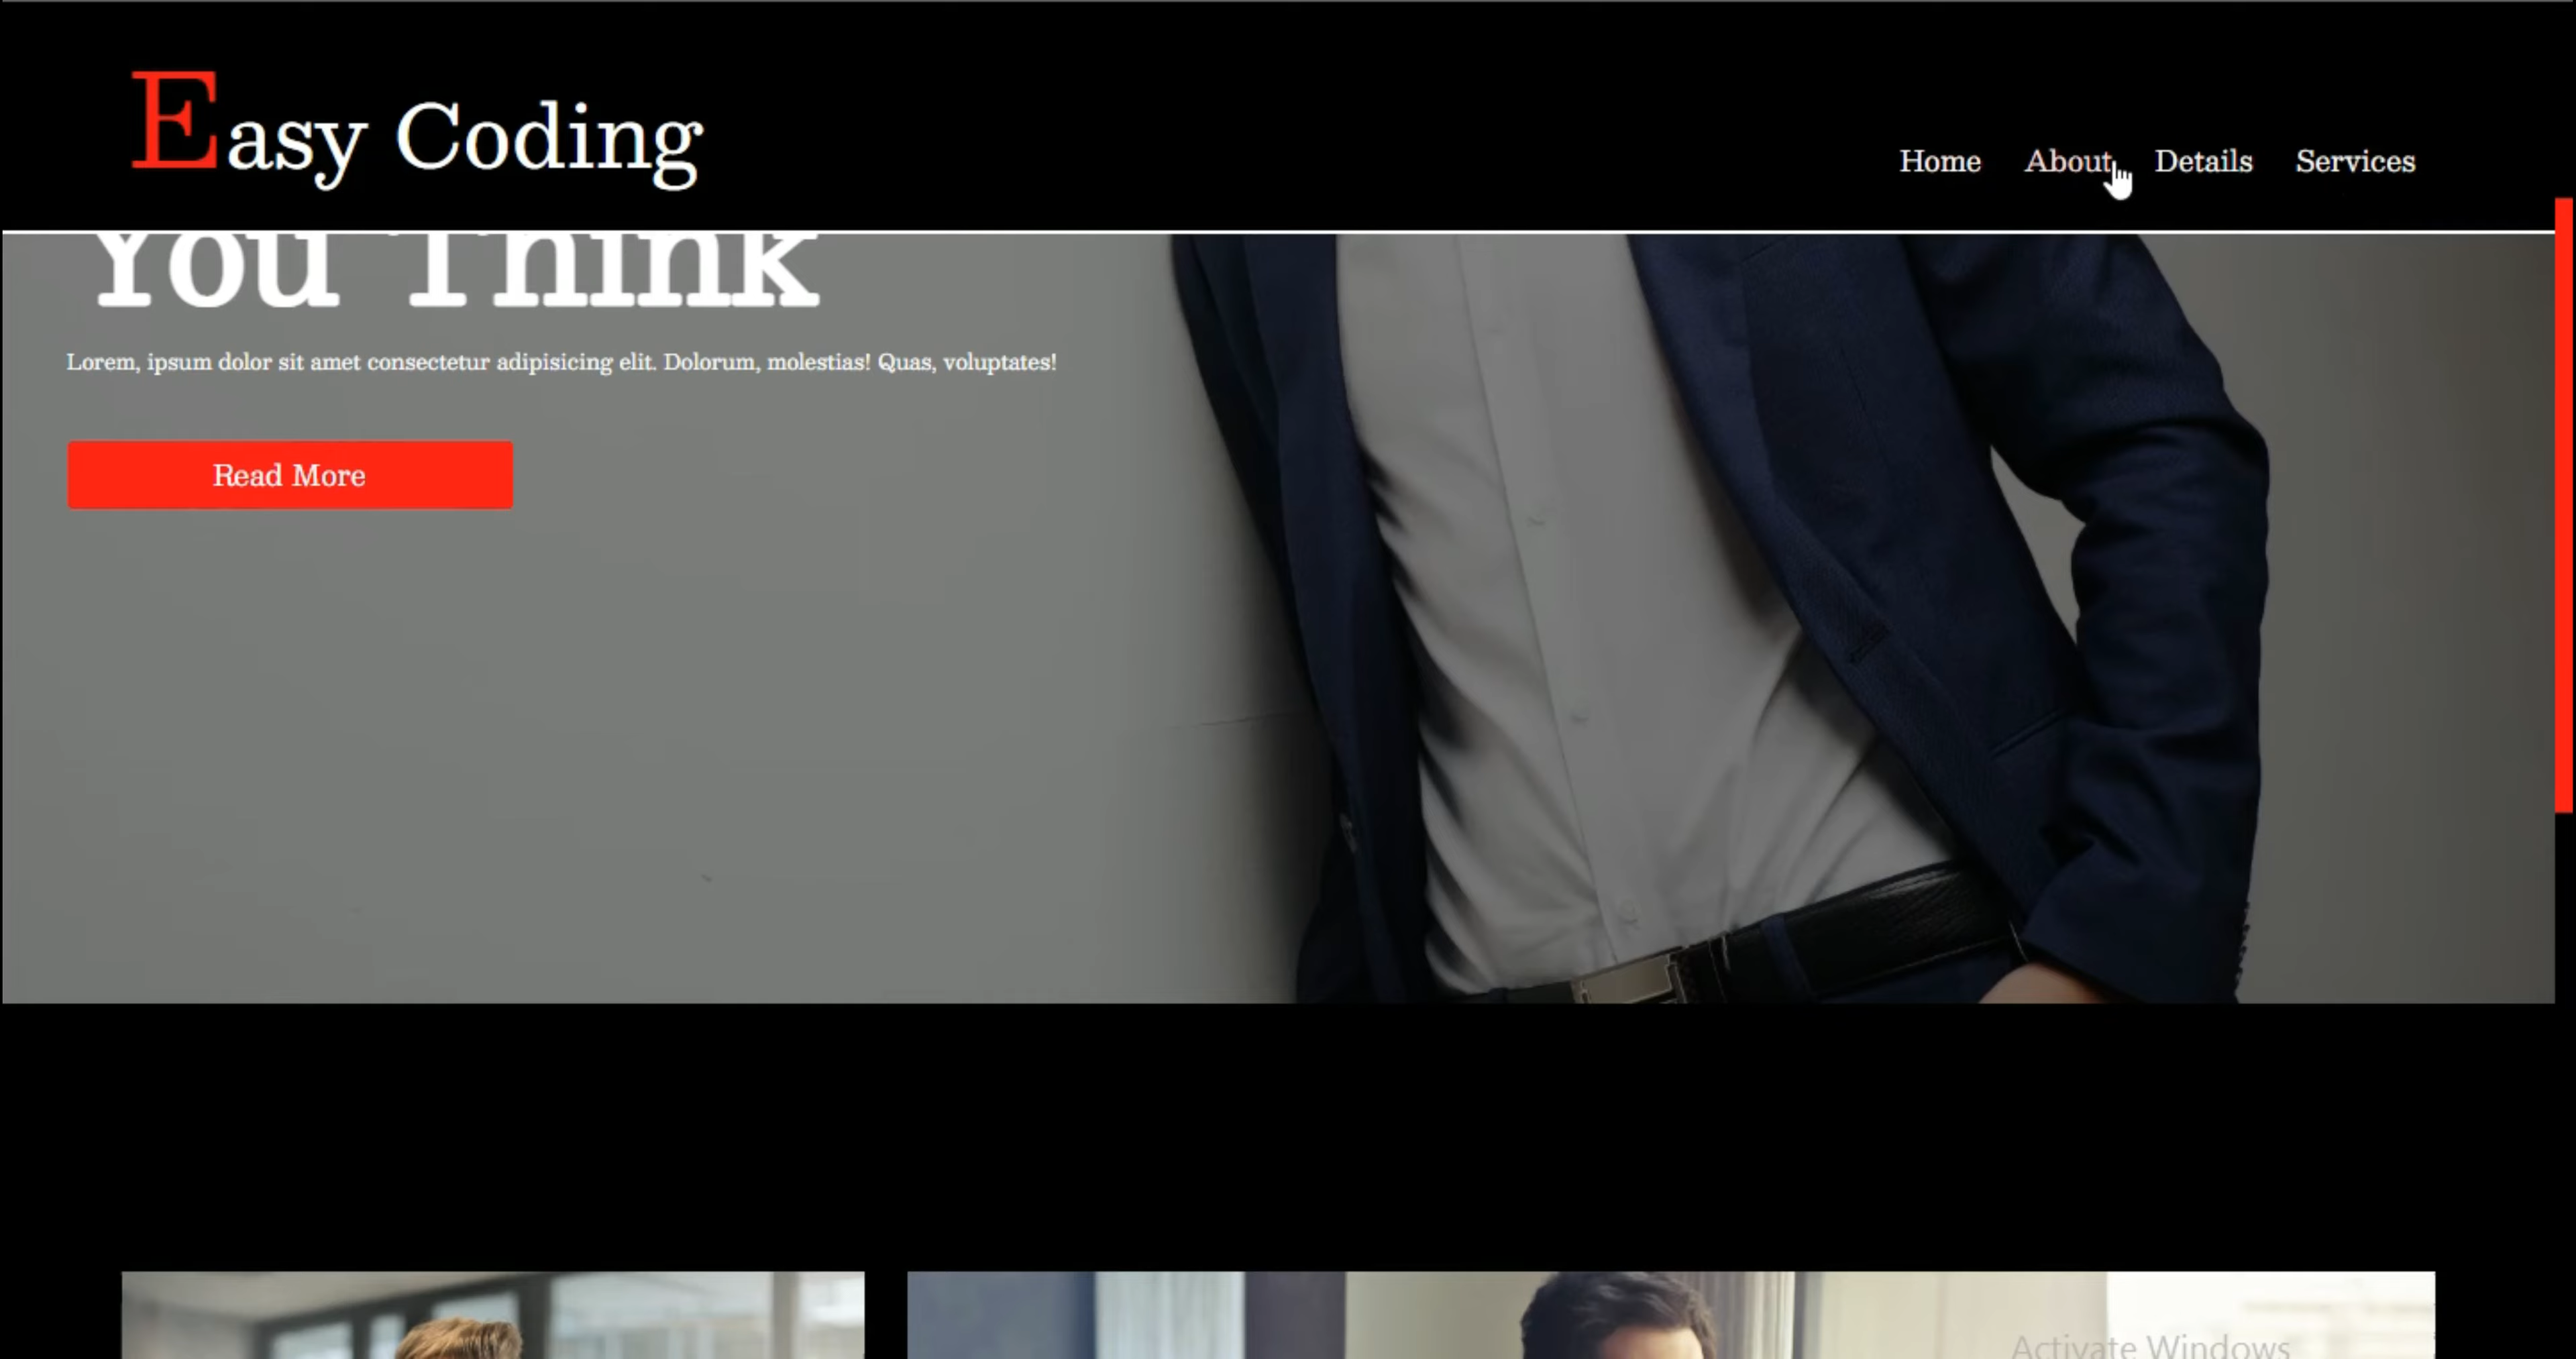 Easy Coding
Home About Details Services
You Think
Lorem, ipsum dolor sit amet consectetur adipisicing elit. Dolorum, molestias! Quas, voluptates!
Read More
Activate Windows